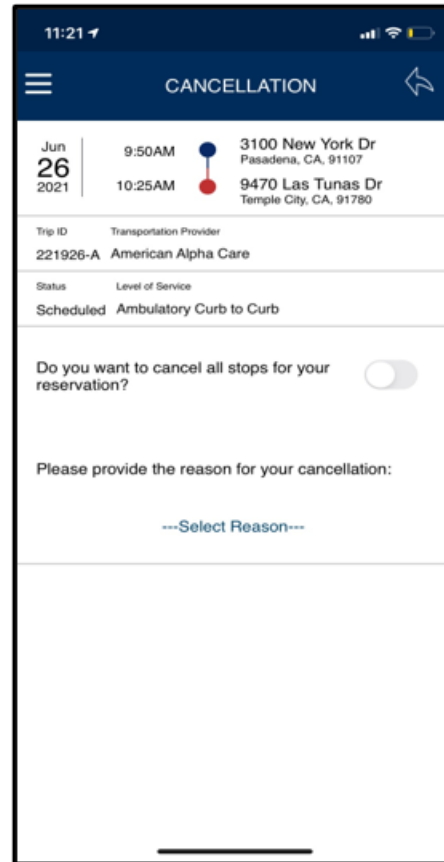 11:21
CANCELLATION
Jun
26
2021
9:50AM
3100 New York Dr
Pasadena, CA, 91107
10:25AM
9470 Las Tunas Dr
Temple City, CA, 91780
Trip ID Transportation Provider
221926-A American Alpha Care
Status Level of Service
Scheduled Ambulatory Curb to Curb
Do you want to cancel all stops for your
reservation?
Please provide the reason for your cancellation:
---Select Reason---